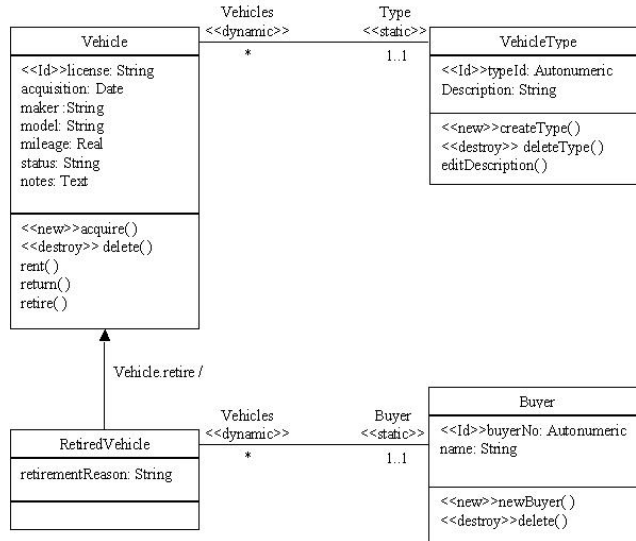 Vehicles
<<dynamic>>
*
Type
<<static>>
1..1
Vehicle
<<Id>>license: String
acquisition: Date
maker :String
model: String
mileage: Real
status: String
notes: Text
<<new>>acquire()
<<destroy>> delete()
rent()
return()
retire()
VehicleType
<<Id>>typeId: Autonumeric
Description: String
<<new>>createType()
<<destroy>> deleteType()
editDescription()
Vehicle.retire /
RetiredVehicle
retirementReason: String
Vehicles
<<dynamic>>
*
Buyer
<<static>>
1..1
Buyer
<<Id>>buyerNo: Autonumeric
name: String
<<new>>newBuyer()
<<destroy>>delete()